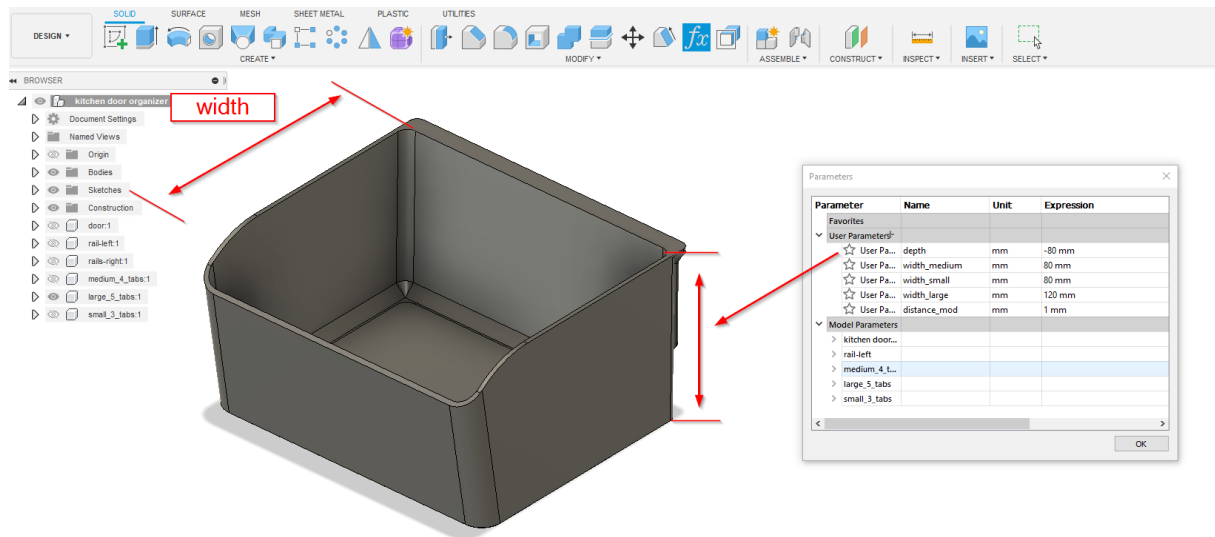 SOLID SURFACE MESH SHEET METAL PLASTIC UTILITIES
DESIGN
CREATE MODIFY ASSEMBLE CONSTRUCT INSPECT INSERT SELECT
BROWSER
kitchen door organizer
width
Document Settings
Named Views
Origin
Bodies
Sketches
Construction
door:1
rail-left:1
rails-right:1
medium_4_tabs:1
large_5_tabs:1
small_3_tabs:1
Parameters
Parameter Name Unit Expression
Favorites
User Parameters
User Pa... depth mm -80 mm
User Pa... width_medium mm 80 mm
User Pa... width_small mm 80 mm
User Pa... width_large mm 120 mm
User Pa... distance_mod mm 1 mm
Model Parameters
kitchen door...
rail-left
medium_4_t...
large_5_tabs
small_3_tabs
OK